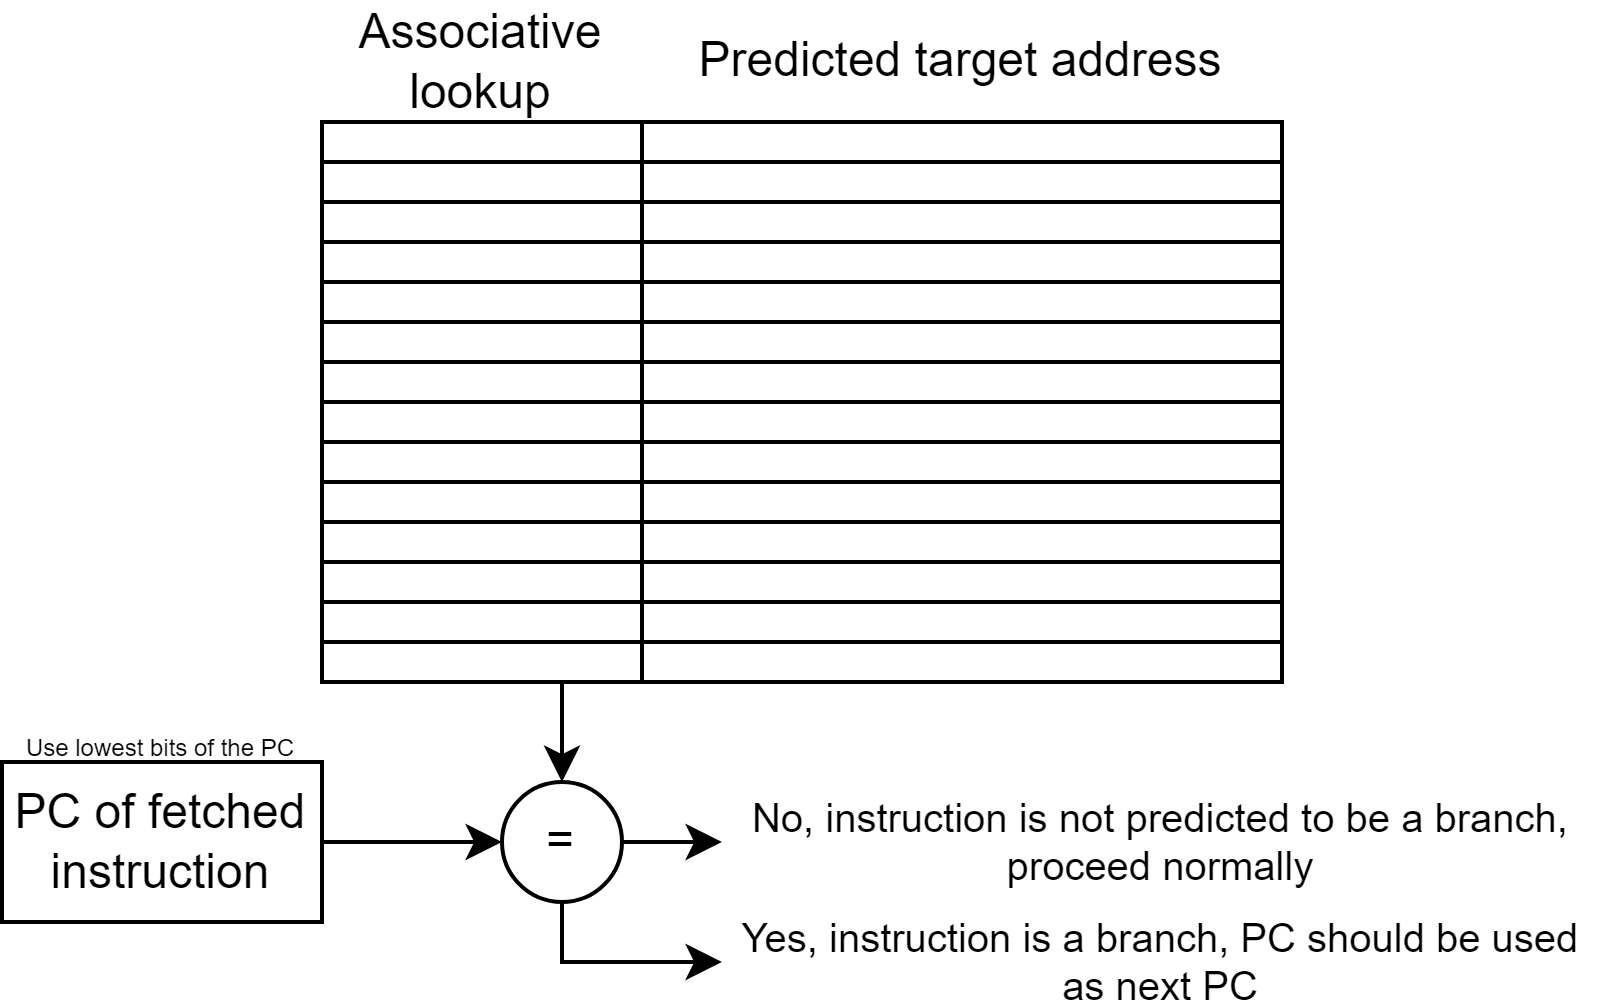 Associative
lookup
Predicted target address
Use lowest bits of the PC
PC of fetched
instruction
=
No, instruction is not predicted to be a branch,
proceed normally
Yes, instruction is a branch, PC should be used
as next PC